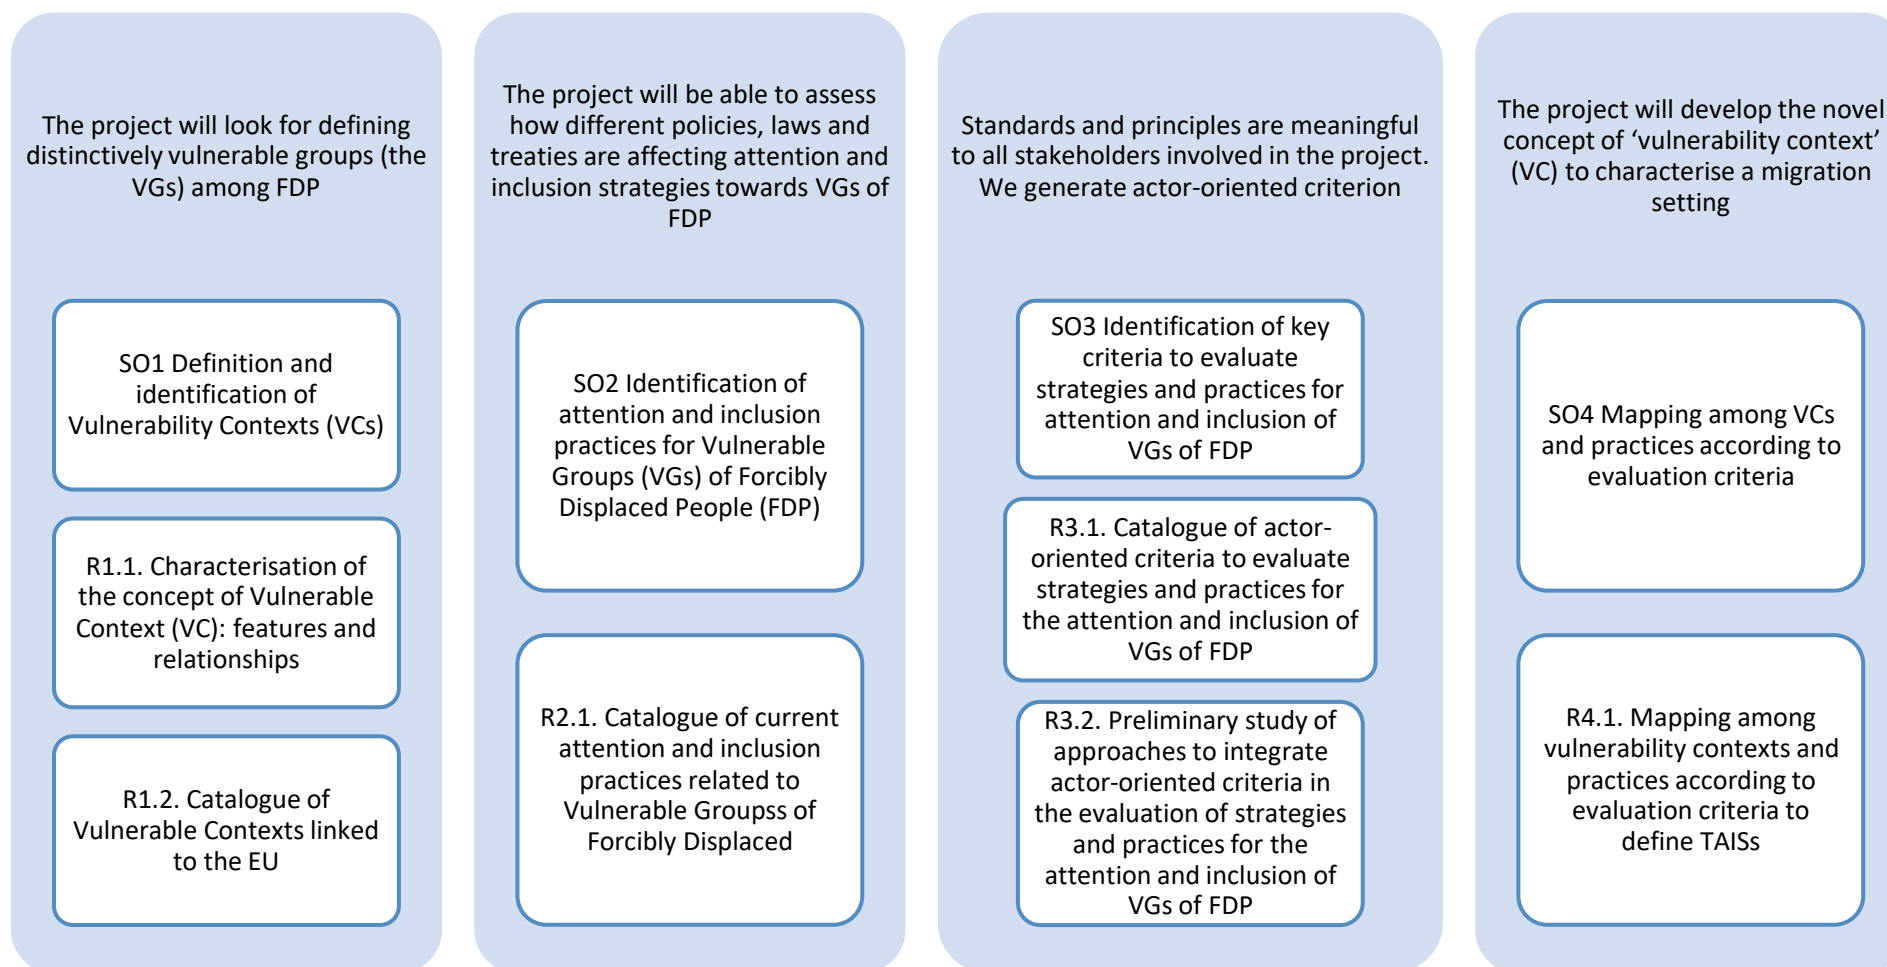 The project will look for defining
distinctively vulnerable groups (the
VGs) among FDP
SO1 Definition and
identification of
Vulnerability Contexts (VCs)
R1.1. Characterisation of
the concept of Vulnerable
Context (VC): features and
relationships
R1.2. Catalogue of
Vulnerable Contexts linked
to the EU
The project will be able to assess
how different policies, laws and
treaties are affecting attention and
inclusion strategies towards VGs of
FDP
SO2 Identification of
attention and inclusion
practices for Vulnerable
Groups (VGs) of Forcibly
Displaced People (FDP)
R2.1. Catalogue of current
attention and inclusion
practices related to
Vulnerable Groupss of
Forcibly Displaced
Standards and principles are meaningful
to all stakeholders involved in the project.
We generate actor-oriented criterion
SO3 Identification of key
criteria to evaluate
strategies and practices for
attention and inclusion of
VGs of FDP
R3.1. Catalogue of actor-
oriented criteria to evaluate
strategies and practices for
the attention and inclusion of
VGs of FDP
R3.2. Preliminary study of
approaches to integrate
actor-oriented criteria in
the evaluation of strategies
and practices for the
attention and inclusion of
VGs of FDP
The project will develop the novel
concept of ‘vulnerability context’
(VC) to characterise a migration
setting
SO4 Mapping among VCs
and practices according to
evaluation criteria
R4.1. Mapping among
vulnerability contexts and
practices according to
evaluation criteria to
define TAISs